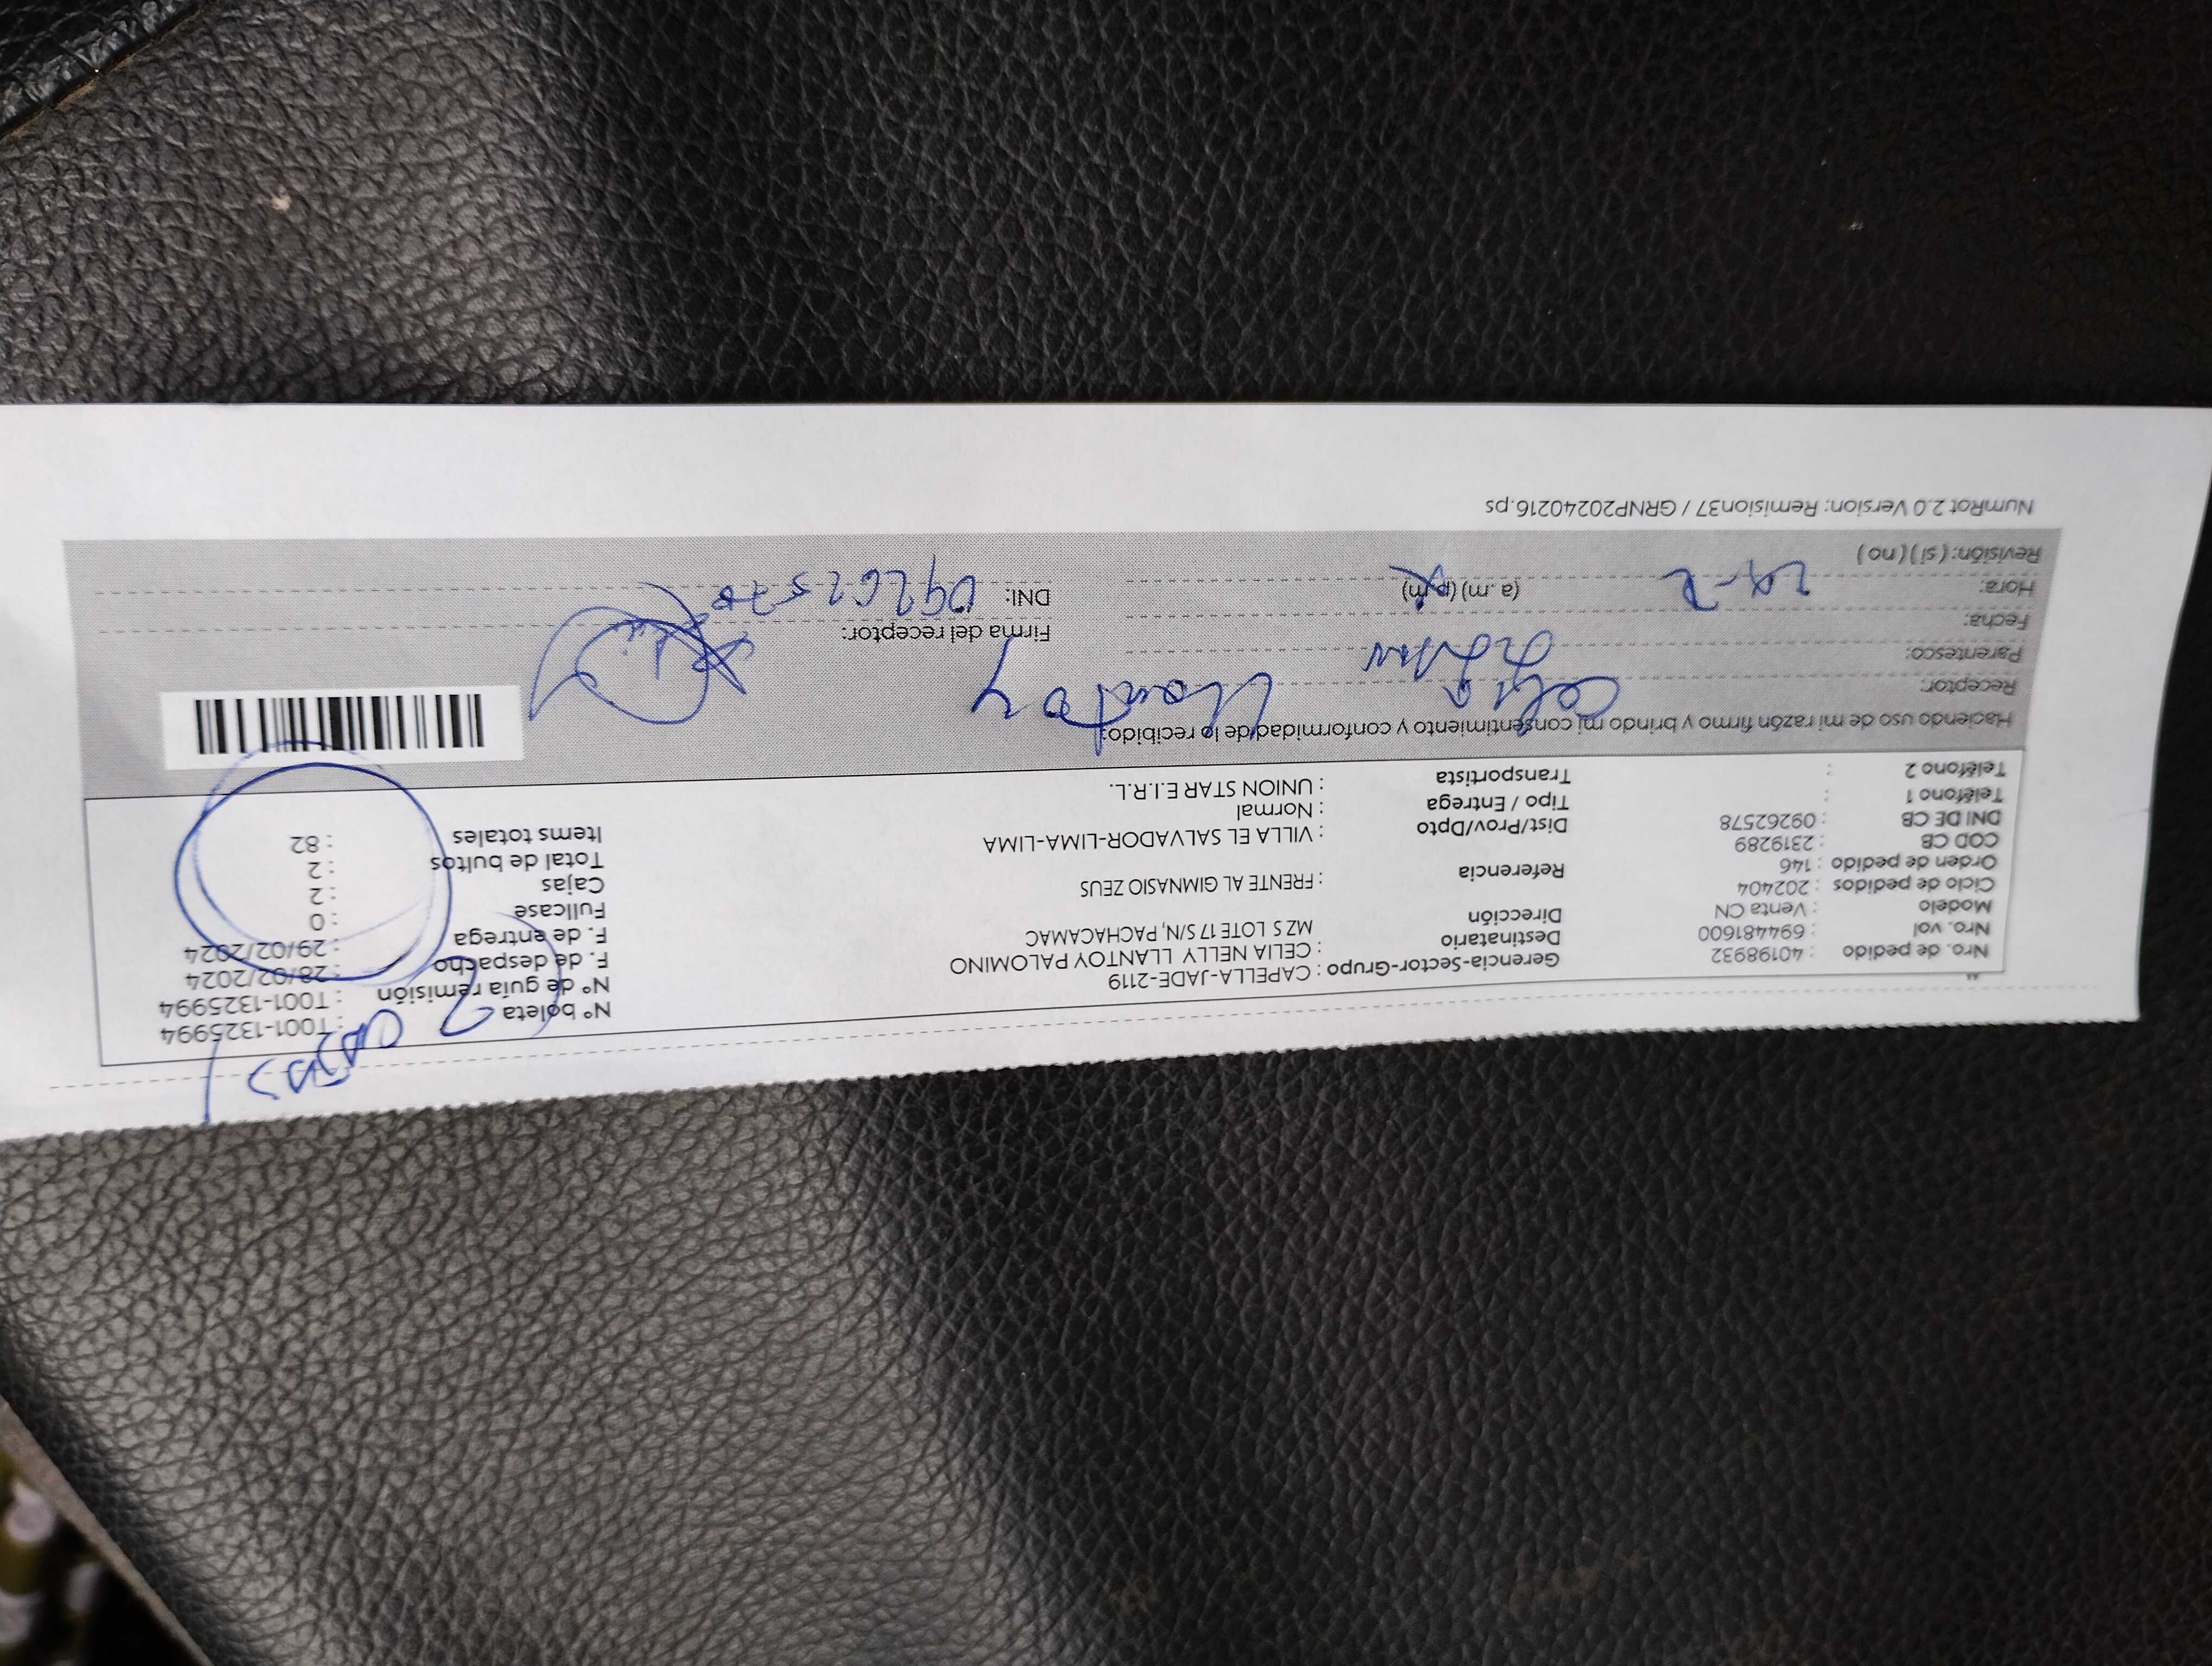 Nro. de pedido : 40198932 Gerencia-Sector-Grupo : CAPELLA-JADE-2119 N° boleta : T001-1325994
Nro. vol : 694481600 Destinatario : CELIA NELLY LLANTOY PALOMINO N° de guía remisión : T001-1325994
Modelo : Venta CN Dirección MZ S LOTE 17 S/N, PACHACAMAC F. de despacho : 28/02/2024
Ciclo de pedidos : 202404 F. de entrega : 29/02/2024
Orden de pedido : 146 Referencia : FRENTE AL GIMNASIO ZEUS Fullcase : 0
COD CB : 2319289 Cajas : 2
DNI DE CB : 09262578 Dist/Prov/Dpto : VILLA EL SALVADOR-LIMA-LIMA Total de bultos : 2
Teléfono 1 : Tipo / Entrega : Normal Items totales : 82
Teléfono 2 : Transportista : UNION STAR E.I.R.L.
2 CAJAS
Haciendo uso de mi razón firmo y brindo mi consentimiento y conformidad de lo recibido:
Receptor: Celia Llantoy
Parentesco:
Fecha: Firma del receptor:
Hora: (a.m) (p.m) DNI: 09262578
Revisión: ( si ) ( no )
NumRot 2.0 Version: Remision37 / GRNP20240216.ps